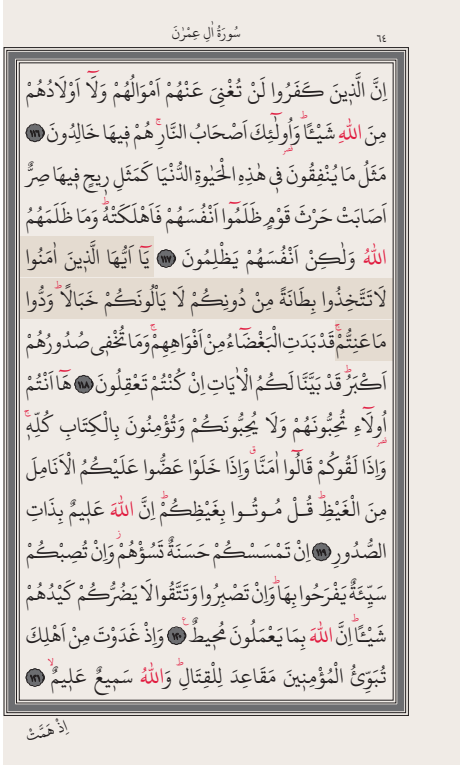 سُورَةُ اٰلِ عِمْرٰنَ
٦٤
اِنَّ الَّذ۪ينَ كَفَرُوا لَنْ تُغْنِيَ عَنْهُمْ اَمْوَالُهُمْ وَلَٓا اَوْلَادُهُمْ
مِنَ اللّٰهِ شَيْـًٔاۜ وَاُو۬لٰٓئِكَ اَصْحَابُ النَّارِۚ هُمْ ف۪يهَا خَالِدُونَ ﴿١١٦﴾
مَثَلُ مَا يُنْفِقُونَ ف۪ي هٰذِهِ الْحَيٰوةِ الدُّنْيَا كَمَثَلِ ر۪يحٍ ف۪يهَا صِرٌّ
اَصَابَتْ حَرْثَ قَوْمٍ ظَلَمُٓوا اَنْفُسَهُمْ فَاَهْلَكَتْهُۜ وَمَا ظَلَمَهُمُ
اللّٰهُ وَلٰكِنْ اَنْفُسَهُمْ يَظْلِمُونَ ﴿١١٧﴾ يَٓا اَيُّهَا الَّذ۪ينَ اٰمَنُوا
لَا تَتَّخِذُوا بِطَانَةً مِنْ دُونِكُمْ لَا يَأْلُونَكُمْ خَبَالًاۜ وَدُّوا
مَا عَنِتُّمْۚ قَدْ بَدَتِ الْبَغْضَٓاءُ مِنْ اَفْوَاهِهِمْۚ وَمَا تُخْف۪ي صُدُورُهُمْ
اَكْبَرُۜ قَدْ بَيَّنَّا لَكُمُ الْاٰيَاتِ اِنْ كُنْتُمْ تَعْقِلُونَ ﴿١١٨﴾ هَٓا اَنْتُمْ
اُو۬لَٓاءِ تُحِبُّونَهُمْ وَلَا يُحِبُّونَكُمْ وَتُؤْمِنُونَ بِالْكِتَابِ كُلِّه۪ۚ
وَاِذَا لَقُوكُمْ قَالُٓوا اٰمَنَّاۗ وَاِذَا خَلَوْا عَضُّوا عَلَيْكُمُ الْاَنَامِلَ
مِنَ الْغَيْظِۜ قُلْ مُوتُوا بِغَيْظِكُمْۜ اِنَّ اللّٰهَ عَل۪يمٌ بِذَاتِ
الصُّدُورِ ﴿١١٩﴾ اِنْ تَمْسَسْكُمْ حَسَنَةٌ تَسُؤْهُمْۘ وَاِنْ تُصِبْكُمْ
سَيِّئَةٌ يَفْرَحُوا بِهَاۜ وَاِنْ تَصْبِرُوا وَتَتَّقُوا لَا يَضُرُّكُمْ كَيْدُهُمْ
شَيْـًٔاۜ اِنَّ اللّٰهَ بِمَا يَعْمَلُونَ مُح۪يطٌ۟ ﴿١٢٠﴾ وَاِذْ غَدَوْتَ مِنْ اَهْلِكَ
تُبَوِّئُ الْمُؤْمِن۪ينَ مَقَاعِدَ لِلْقِتَالِۜ وَاللّٰهُ سَم۪يعٌ عَل۪يمٌۙ ﴿١٢١﴾
اِذْ هَمَّتْ